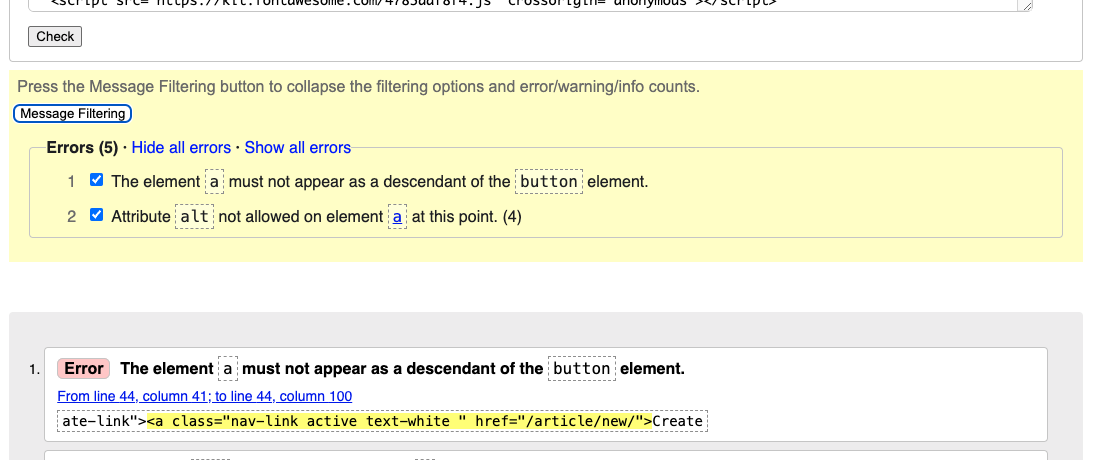 Check
Press the Message Filtering button to collapse the filtering options and error/warning/info counts.
Message Filtering
Errors (5) · Hide all errors · Show all errors
1 The element a must not appear as a descendant of the button element.
2 Attribute alt not allowed on element a at this point. (4)
1. Error The element a must not appear as a descendant of the button element.
From line 44, column 41; to line 44, column 100
ate-link"><a class="nav-link active text-white " href="/article/new/">Create